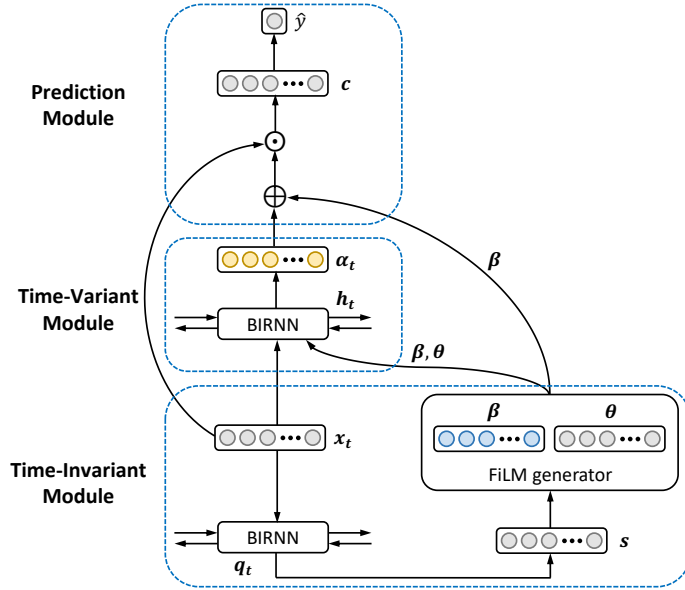 ŷ
c
Prediction
Module
β
α_t
h_t
Time-Variant
Module
BIRNN
β, θ
β
θ
x_t
FiLM generator
Time-Invariant
Module
BIRNN
s
q_t